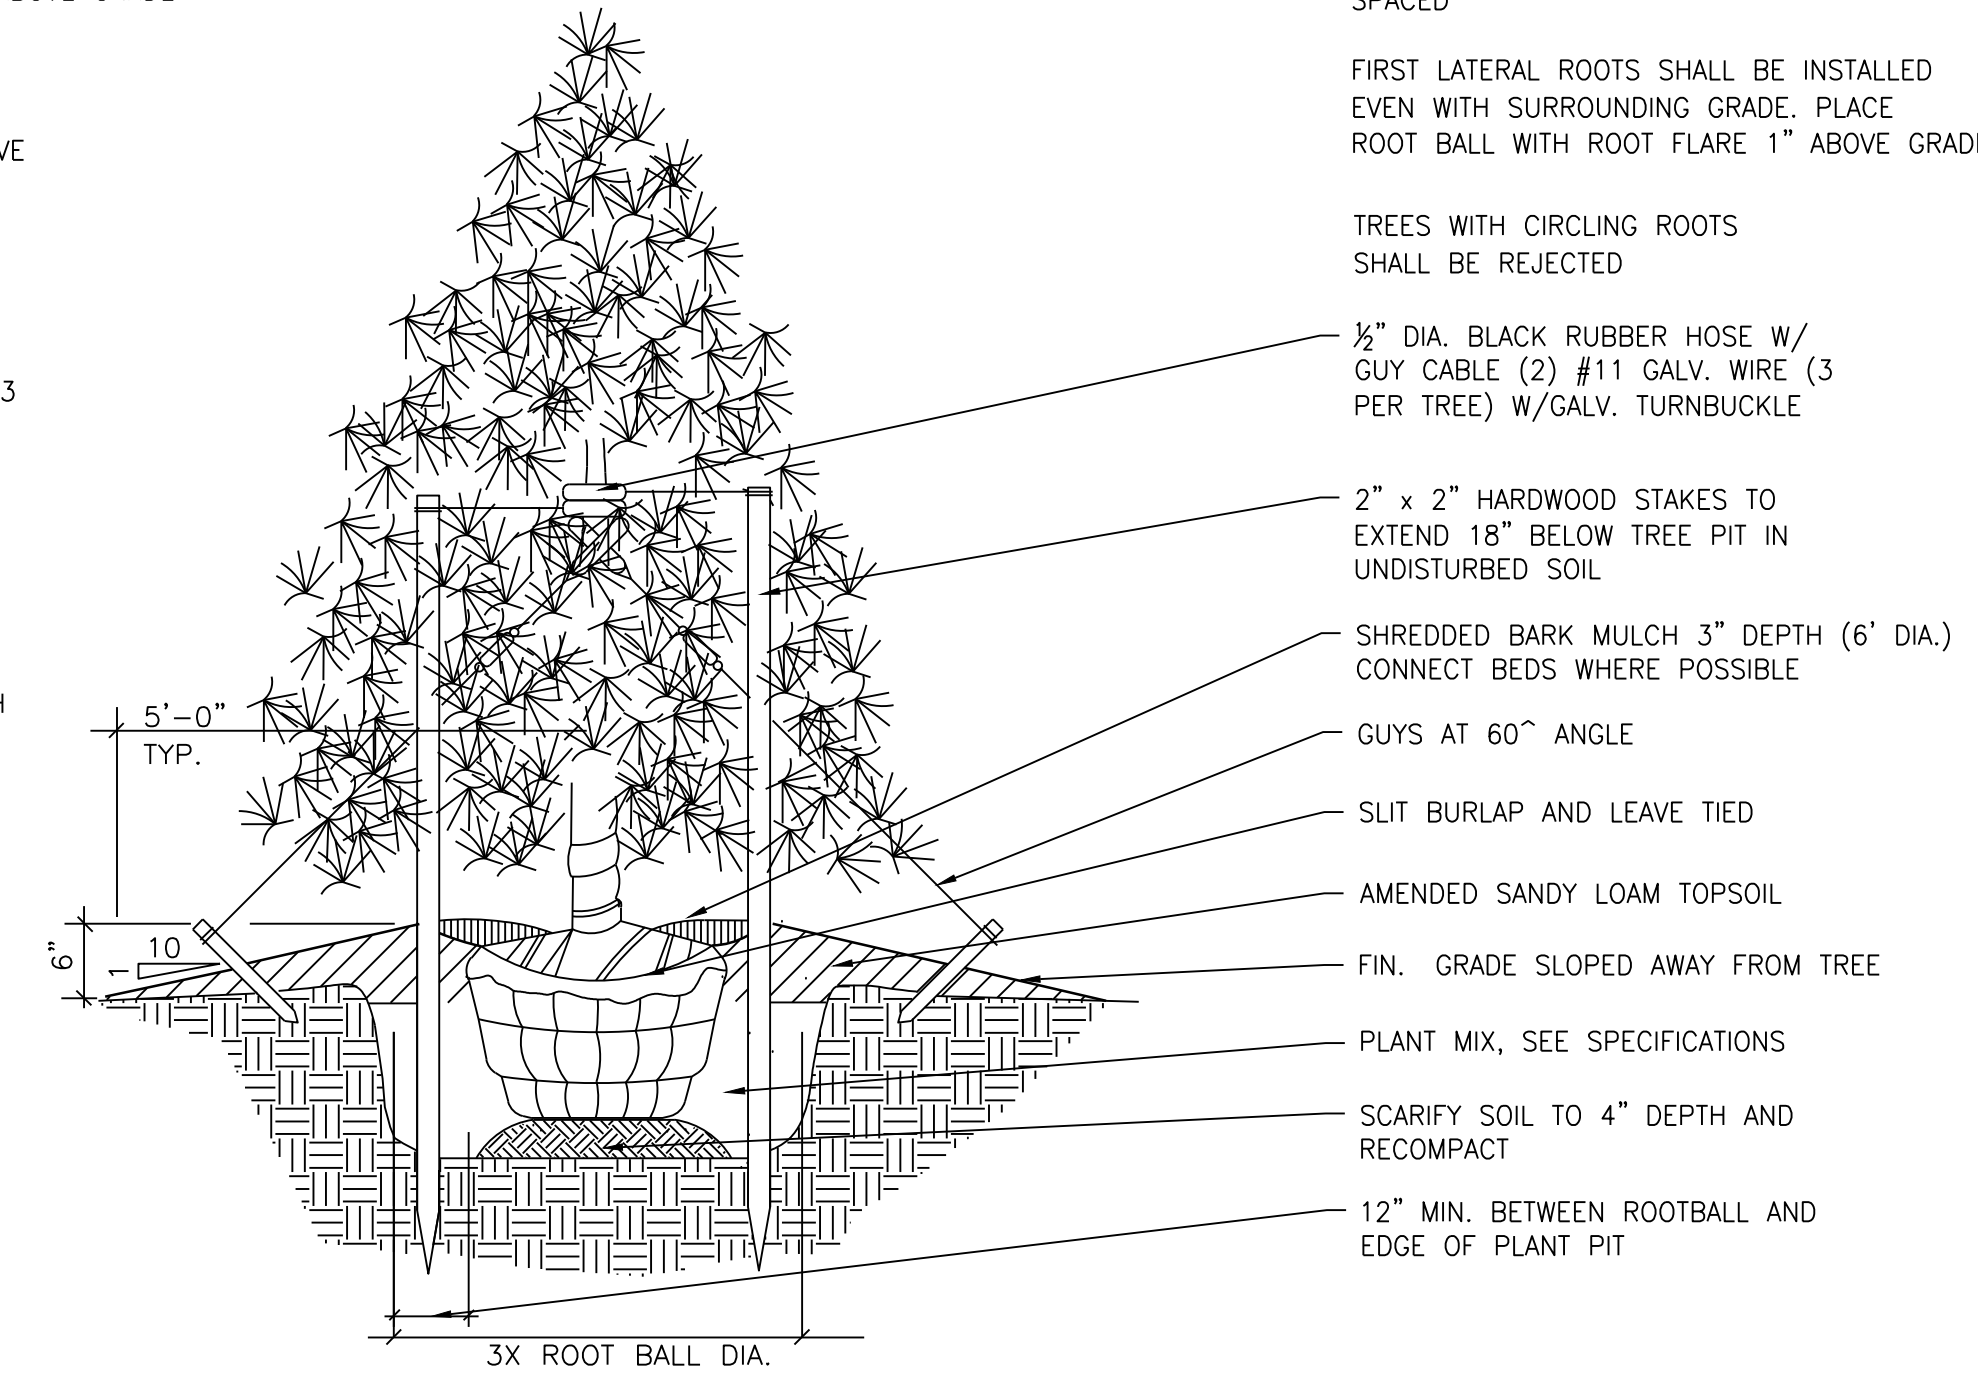 SPACED
FIRST LATERAL ROOTS SHALL BE INSTALLED
EVEN WITH SURROUNDING GRADE. PLACE
ROOT BALL WITH ROOT FLARE 1" ABOVE
TREES WITH CIRCLING ROOTS
SHALL BE REJECTED
½" DIA. BLACK RUBBER HOSE W/
GUY CABLE (2) #11 GALV. WIRE (3
PER TREE) W/GALV. TURNBUCKLE
2" x 2" HARDWOOD STAKES TO
EXTEND 18" BELOW TREE PIT IN
UNDISTURBED SOIL
SHREDDED BARK MULCH 3" DEPTH (6' DIA.)
CONNECT BEDS WHERE POSSIBLE
GUYS AT 60^ ANGLE
SLIT BURLAP AND LEAVE TIED
AMENDED SANDY LOAM TOPSOIL
FIN. GRADE SLOPED AWAY FROM TREE
PLANT MIX, SEE SPECIFICATIONS
SCARIFY SOIL TO 4" DEPTH AND
RECOMPACT
12" MIN. BETWEEN ROOTBALL AND
EDGE OF PLANT PIT
3
5'-0"
TYP.
6"
10
1
3X ROOT BALL DIA.